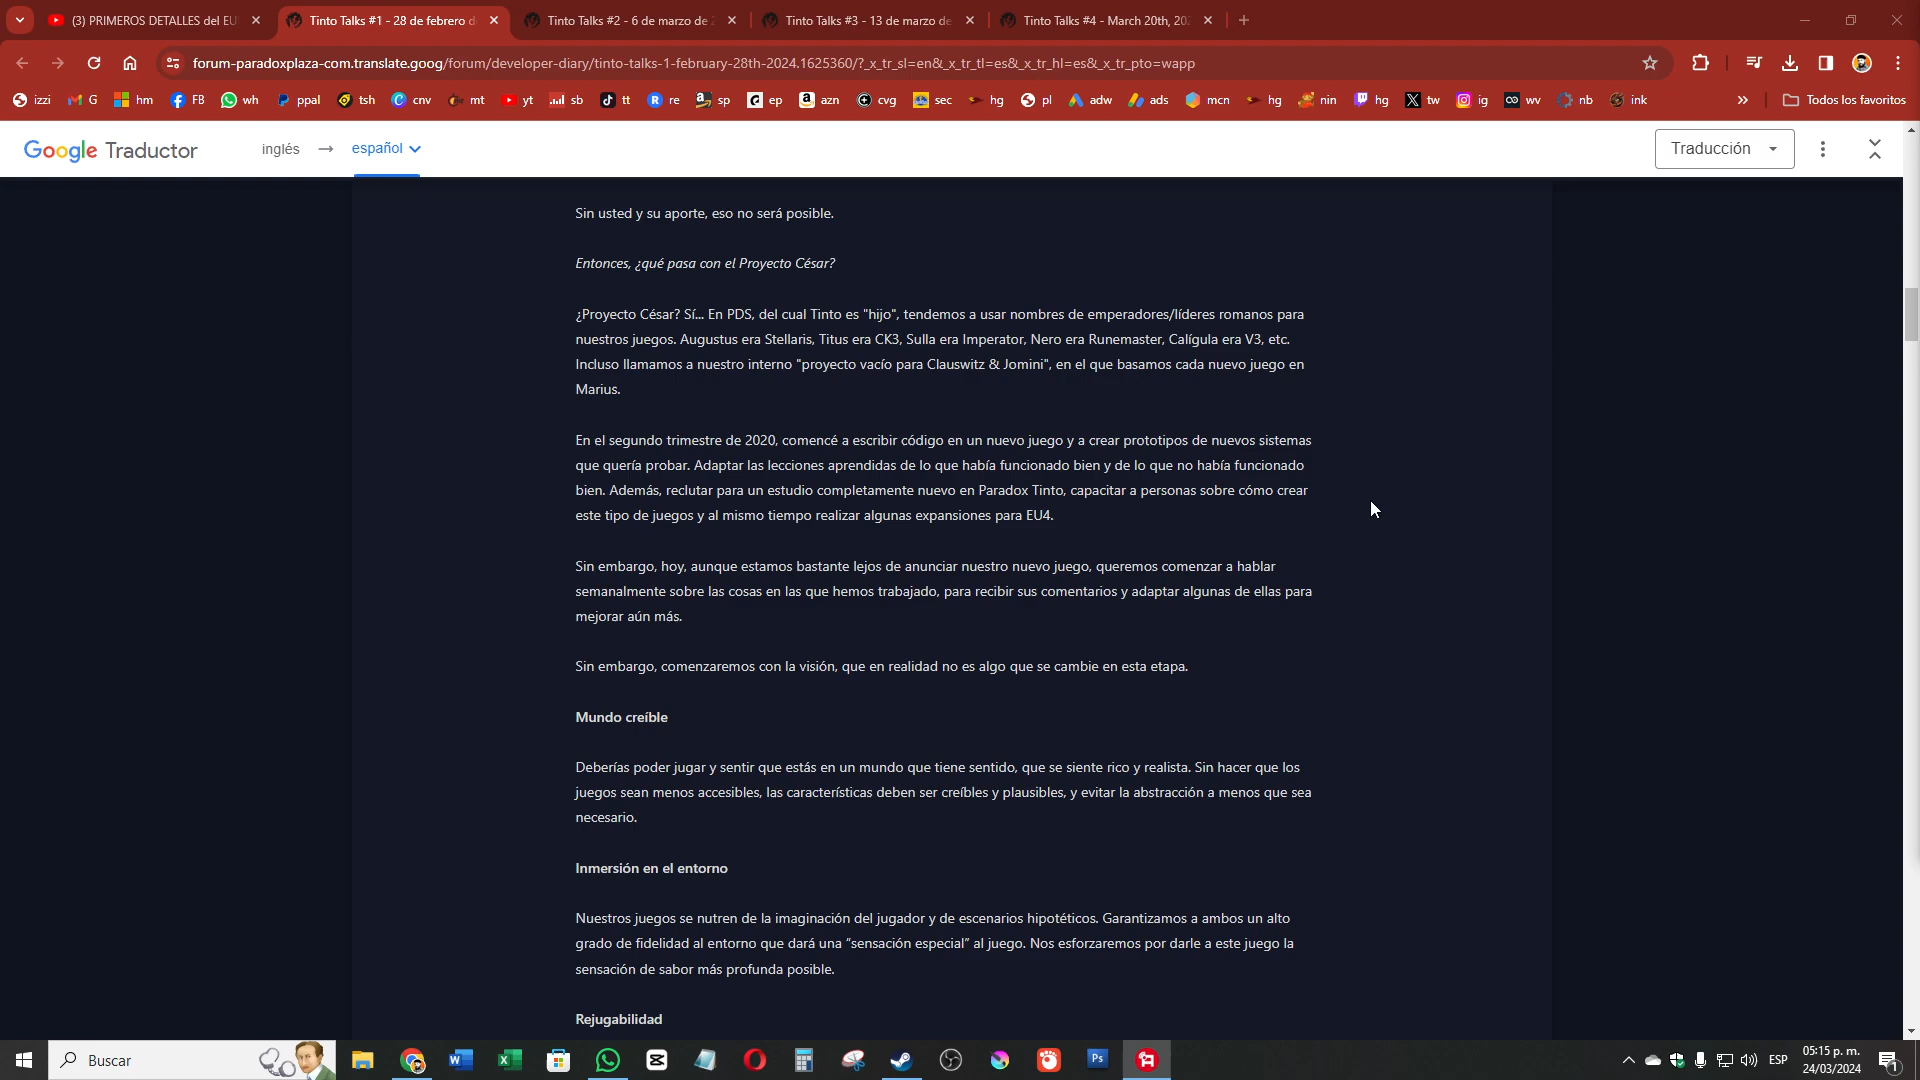 (3) PRIMEROS DETALLES del EU
Tinto Talks #1 - 28 de febrero d
Tinto Talks #2 - 6 de marzo de 2
Tinto Talks #3 - 13 de marzo de
Tinto Talks #4 - March 20th, 202
forum-paradoxplaza-com.translate.goog/forum/developer-diary/tinto-talks-1-february-28th-2024.1625360/?_x_tr_sl=en&_x_tr_tl=es&_x_tr_hl=es&_x_tr_pto=wapp
izzi G hm FB wh ppal tsh cnv mt yt sb tt re sp ep azn cvg sec hg pl adw ads mcn hg nin hg tw ig wv nb ink » Todos los favoritos
Google Traductor inglés → español Traducción
Sin usted y su aporte, eso no será posible.
Entonces, ¿qué pasa con el Proyecto César?
¿Proyecto César? Sí... En PDS, del cual Tinto es "hijo", tendemos a usar nombres de emperadores/líderes romanos para
nuestros juegos. Augustus era Stellaris, Titus era CK3, Sulla era Imperator, Nero era Runemaster, Calígula era V3, etc.
Incluso llamamos a nuestro interno "proyecto vacío para Clauswitz & Jomini", en el que basamos cada nuevo juego en
Marius.
En el segundo trimestre de 2020, comencé a escribir código en un nuevo juego y a crear prototipos de nuevos sistemas
que quería probar. Adaptar las lecciones aprendidas de lo que había funcionado bien y de lo que no había funcionado
bien. Además, reclutar para un estudio completamente nuevo en Paradox Tinto, capacitar a personas sobre cómo crear
este tipo de juegos y al mismo tiempo realizar algunas expansiones para EU4.
Sin embargo, hoy, aunque estamos bastante lejos de anunciar nuestro nuevo juego, queremos comenzar a hablar
semanalmente sobre las cosas en las que hemos trabajado, para recibir sus comentarios y adaptar algunas de ellas para
mejorar aún más.
Sin embargo, comenzaremos con la visión, que en realidad no es algo que se cambie en esta etapa.
Mundo creíble
Deberías poder jugar y sentir que estás en un mundo que tiene sentido, que se siente rico y realista. Sin hacer que los
juegos sean menos accesibles, las características deben ser creíbles y plausibles, y evitar la abstracción a menos que sea
necesario.
Inmersión en el entorno
Nuestros juegos se nutren de la imaginación del jugador y de escenarios hipotéticos. Garantizamos a ambos un alto
grado de fidelidad al entorno que dará una “sensación especial” al juego. Nos esforzaremos por darle a este juego la
sensación de sabor más profunda posible.
Rejugabilidad
Buscar
ESP
05:15 p. m.
24/03/2024
1